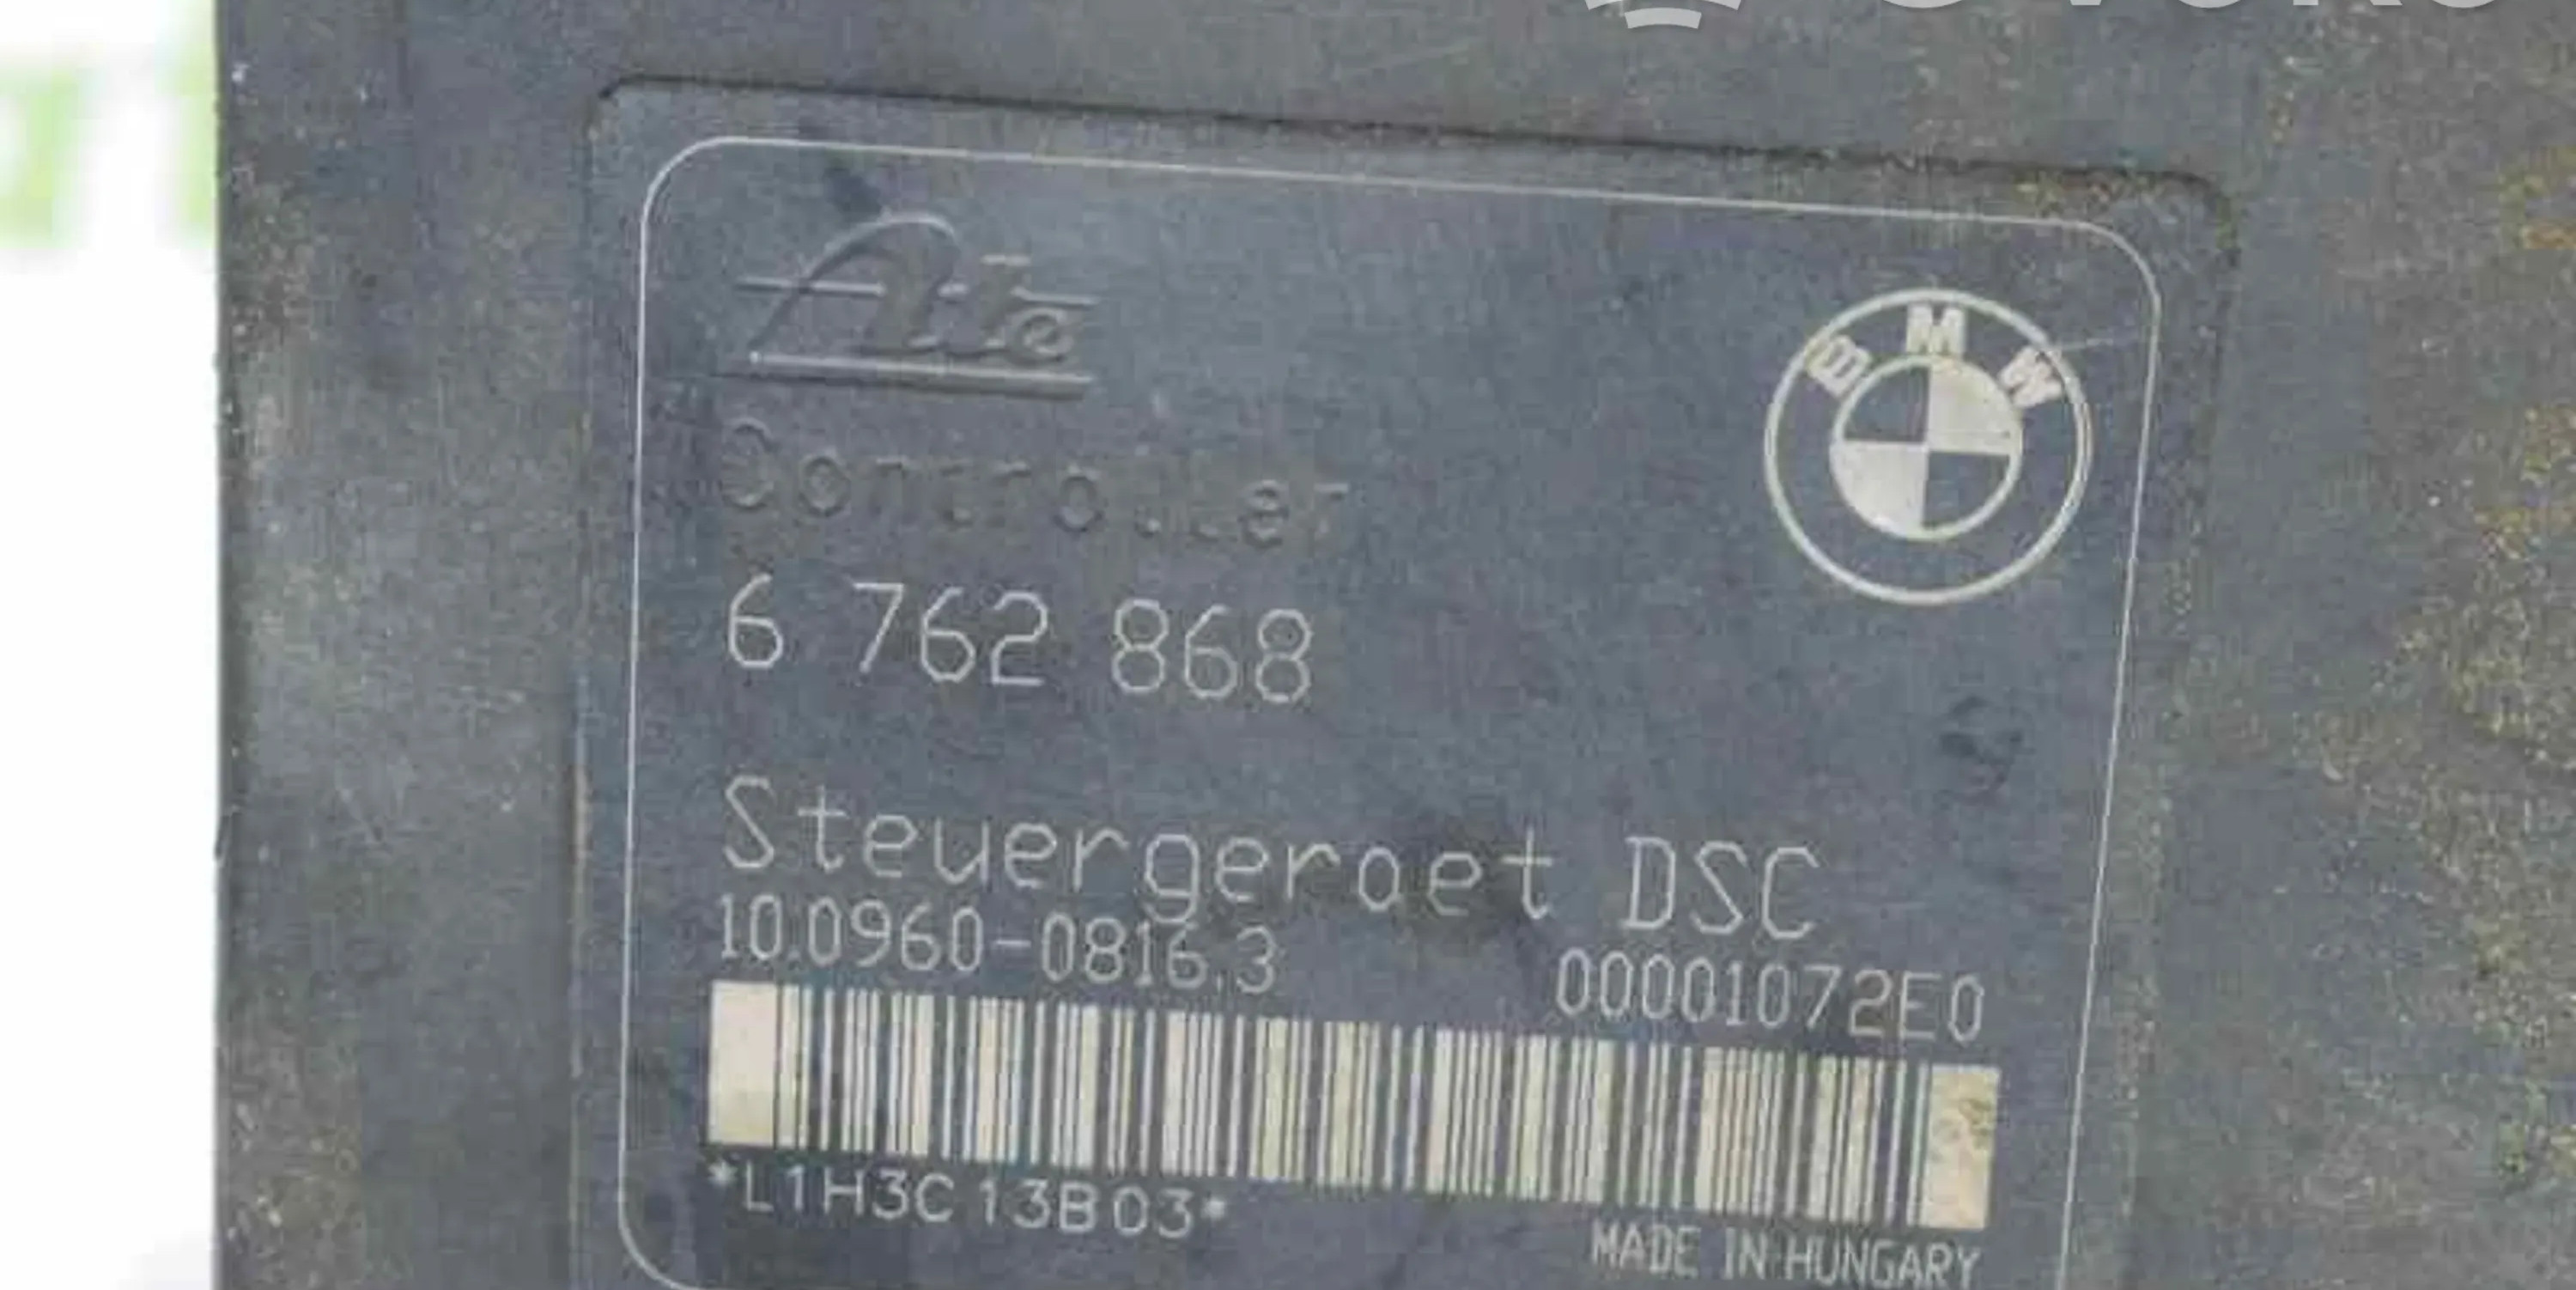 Ate
BMW
Controller
6 762 868
Steuergeraet DSC
10.0960-0816.3
00001072E0
*L1H3C13B03*
MADE IN HUNGARY